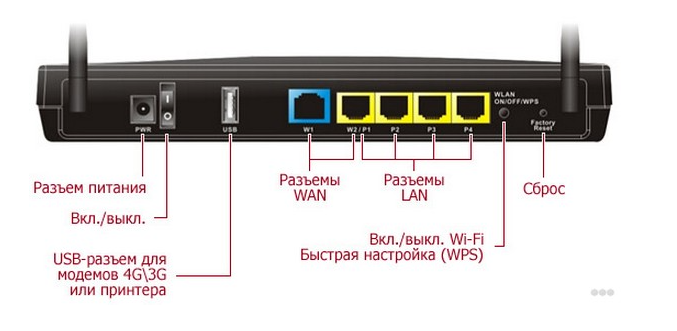 WLAN
ON/OFF/WPS
I
O
PWR
USB
W1
W2 / P1
P2
P3
P4
Factory
Reset
Разъем питания
Вкл./выкл.
USB-разъем для
модемов 4G\3G
или принтера
Разъемы
WAN
Разъемы
LAN
Вкл./выкл. Wi-Fi
Быстрая настройка (WPS)
Сброс